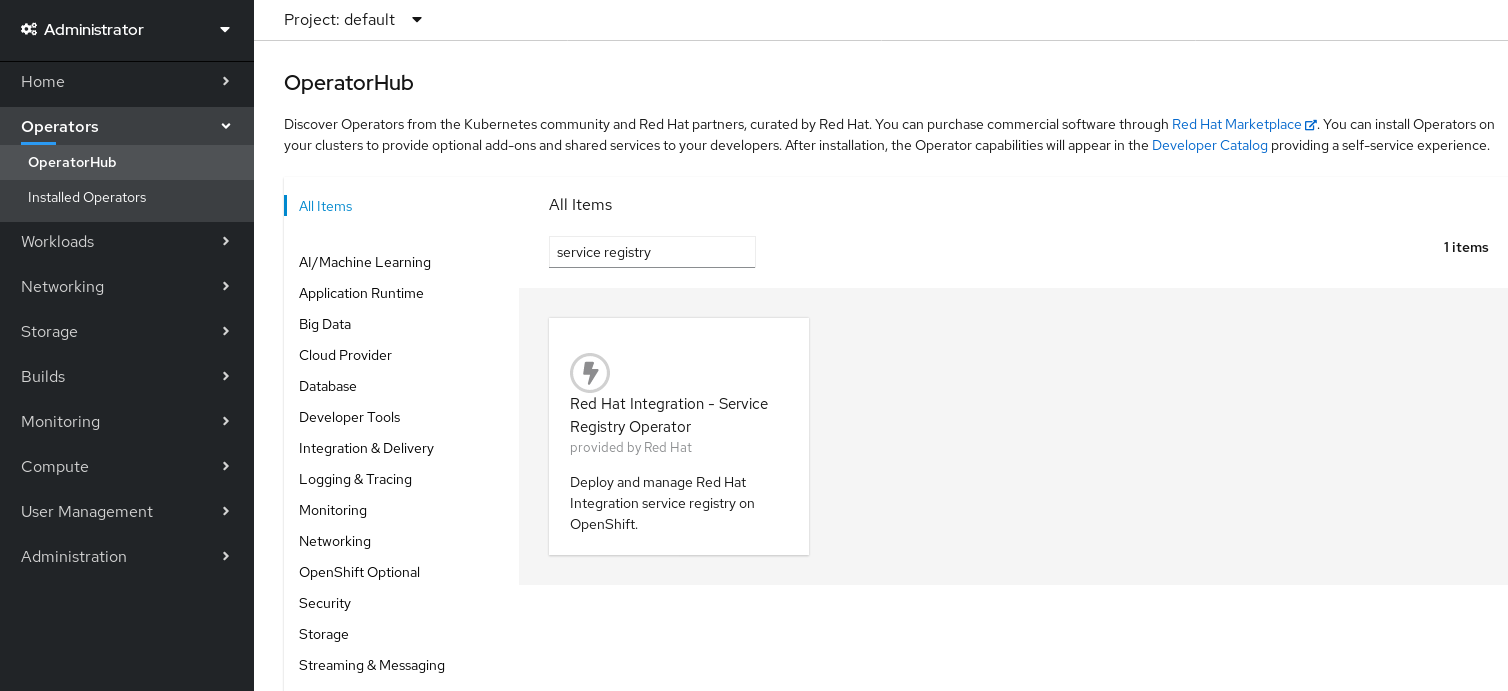 Administrator
Home
Operators
OperatorHub
Installed Operators
Workloads
Networking
Storage
Builds
Monitoring
Compute
User Management
Administration
Project: default
OperatorHub
Discover Operators from the Kubernetes community and Red Hat partners, curated by Red Hat. You can purchase commercial software through Red Hat Marketplace. You can install Operators on
your clusters to provide optional add-ons and shared services to your developers. After installation, the Operator capabilities will appear in the Developer Catalog providing a self-service experience.
All Items
AI/Machine Learning
Application Runtime
Big Data
Cloud Provider
Database
Developer Tools
Integration & Delivery
Logging & Tracing
Monitoring
Networking
OpenShift Optional
Security
Storage
Streaming & Messaging
All Items
service registry
1 items
Red Hat Integration - Service
Registry Operator
provided by Red Hat
Deploy and manage Red Hat
Integration service registry on
OpenShift.